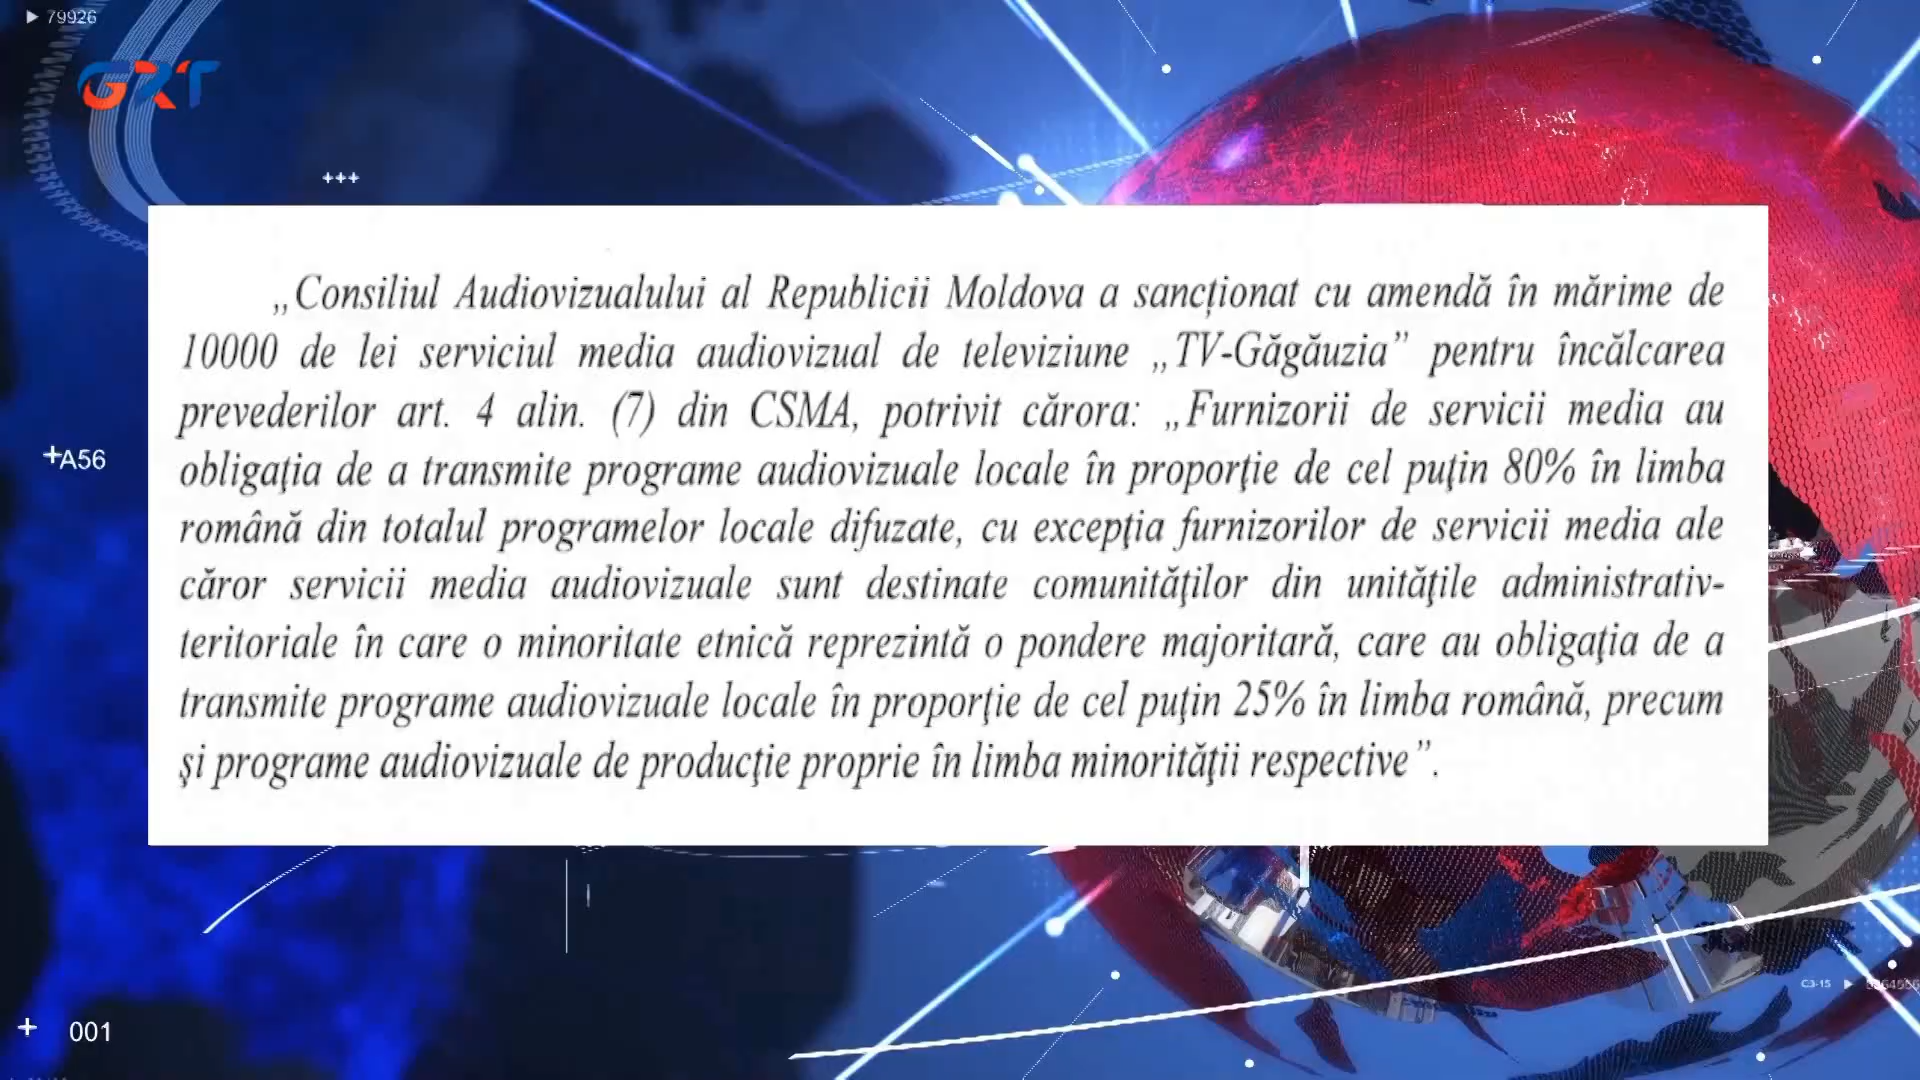 79926
GRT
+++
„Consiliul Audiovizualului al Republicii Moldova a sancționat cu amendă în mărime de
10000 de lei serviciul media audiovizual de televiziune „TV-Găgăuzia” pentru încălcarea
prevederilor art. 4 alin. (7) din CSMA, potrivit cărora: „Furnizorii de servicii media au
obligaţia de a transmite programe audiovizuale locale în proporţie de cel puţin 80% în limba
română din totalul programelor locale difuzate, cu excepţia furnizorilor de servicii media ale
căror servicii media audiovizuale sunt destinate comunităţilor din unităţile administrativ-
teritoriale în care o minoritate etnică reprezintă o pondere majoritară, care au obligaţia de a
transmite programe audiovizuale locale în proporţie de cel puţin 25% în limba română, precum
şi programe audiovizuale de producţie proprie în limba minorităţii respective”.
+A56
C3-15
+ 001